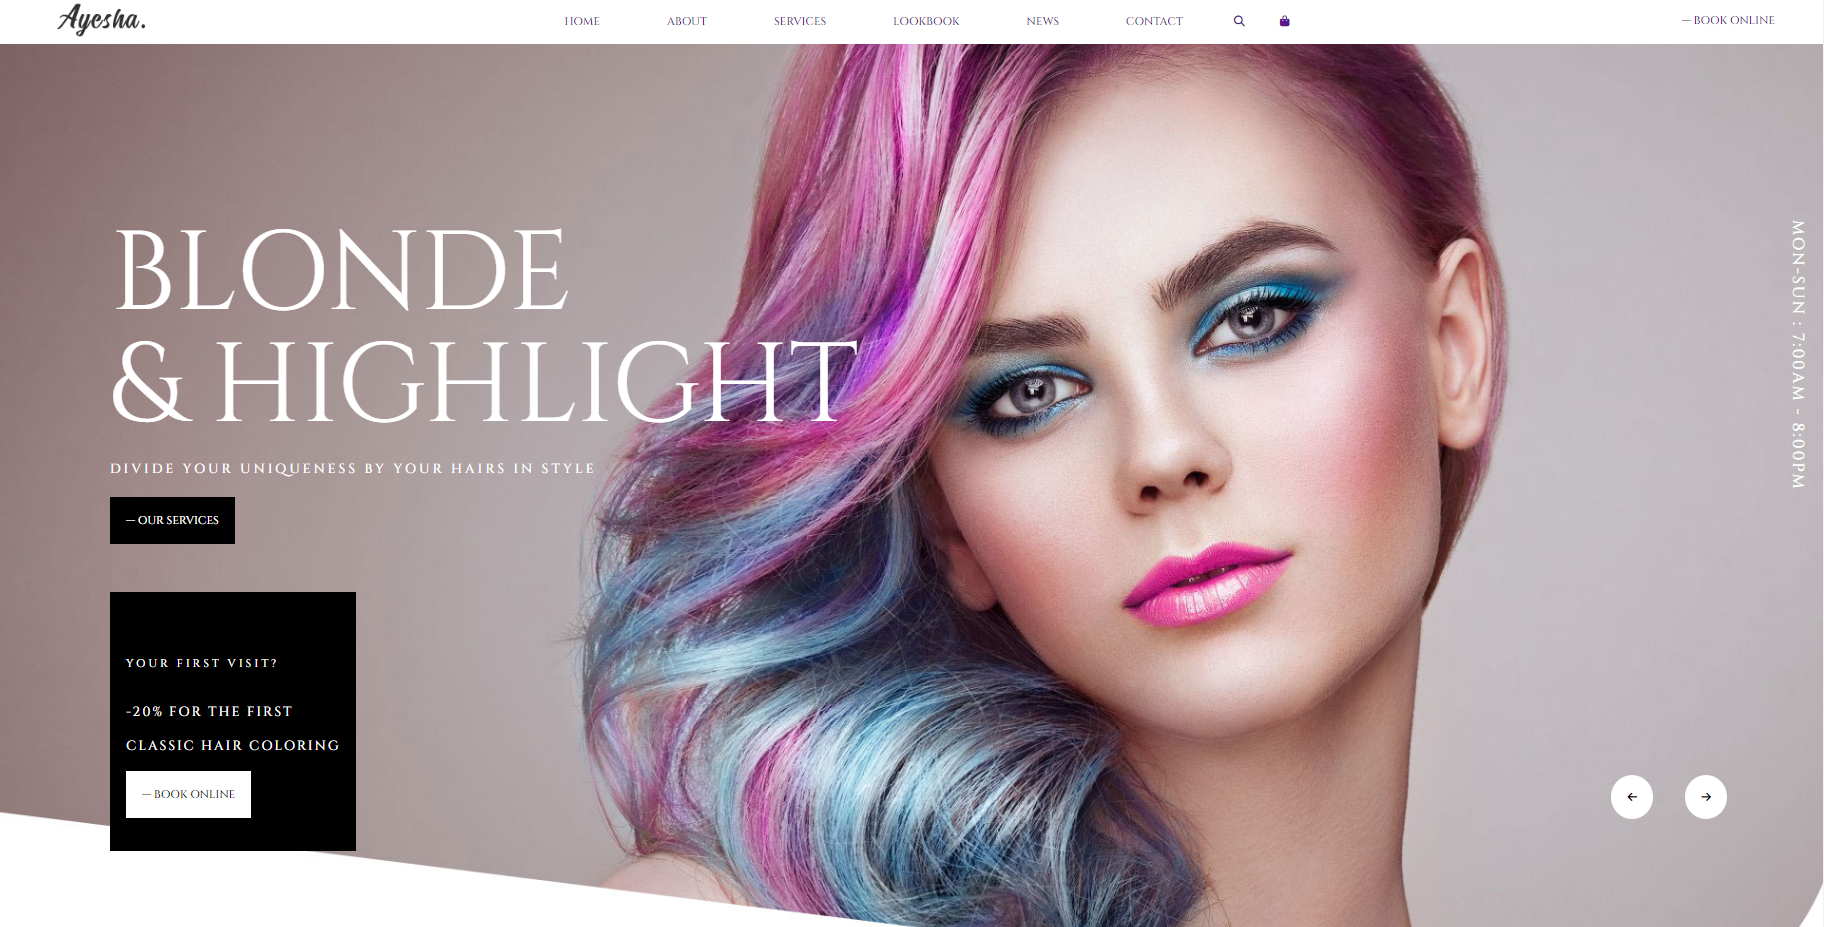 Ayesha.
HOME ABOUT SERVICES LOOKBOOK NEWS CONTACT
— BOOK ONLINE
BLONDE
& HIGHLIGHT
DIVIDE YOUR UNIQUENESS BY YOUR HAIRS IN STYLE
— OUR SERVICES
YOUR FIRST VISIT?
-20% FOR THE FIRST
CLASSIC HAIR COLORING
— BOOK ONLINE
MON-SUN : 7:00AM - 8:00PM